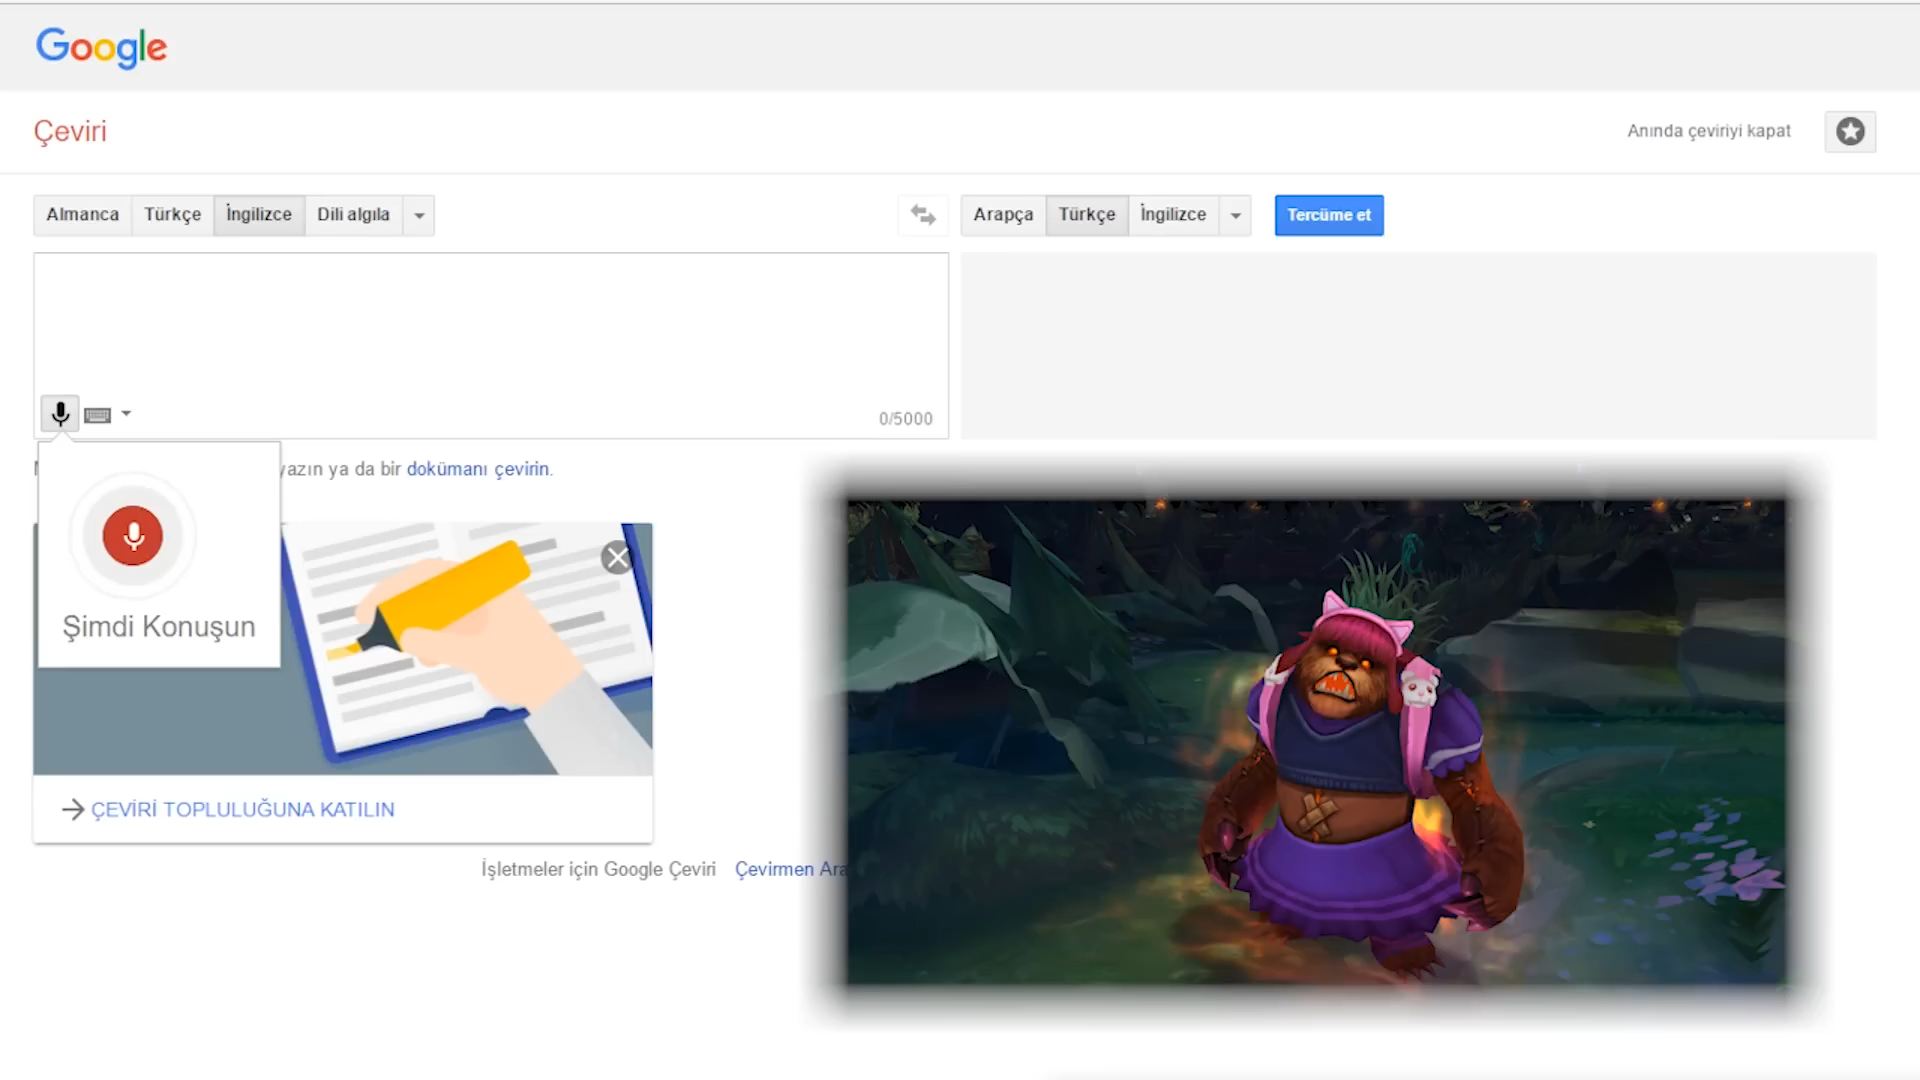 Google
Çeviri
Anında çeviriyi kapat
Almanca Türkçe İngilizce Dili algıla
Arapça Türkçe İngilizce Tercüme et
0/5000
yazın ya da bir dokümanı çevirin.
Şimdi Konuşun
ÇEVİRİ TOPLULUĞUNA KATILIN
İşletmeler için Google Çeviri Çevirmen